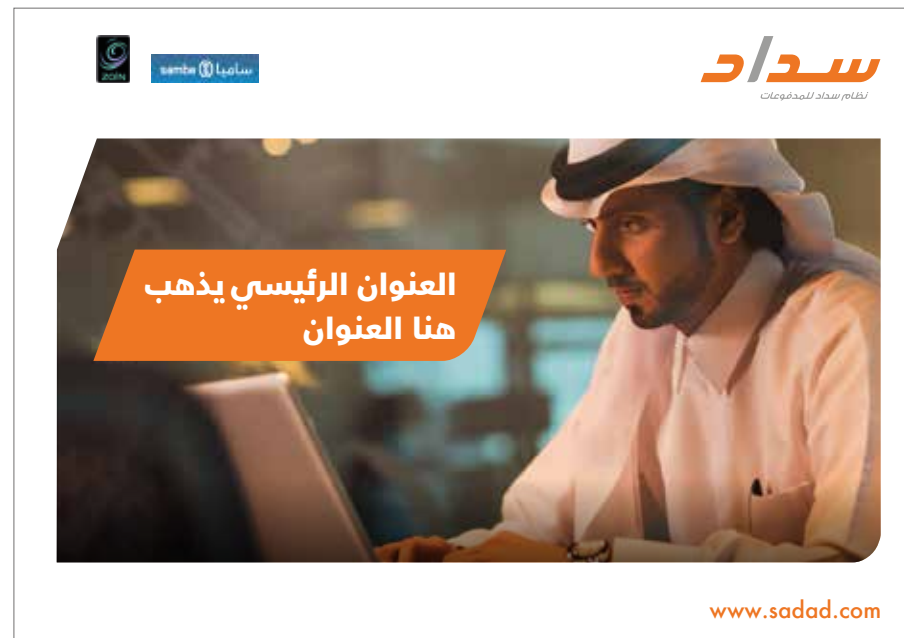 سداد
نظام سداد للمدفوعات
samba سامبا
ZAIN
العنوان الرئيسي يذهب
هنا العنوان
www.sadad.com